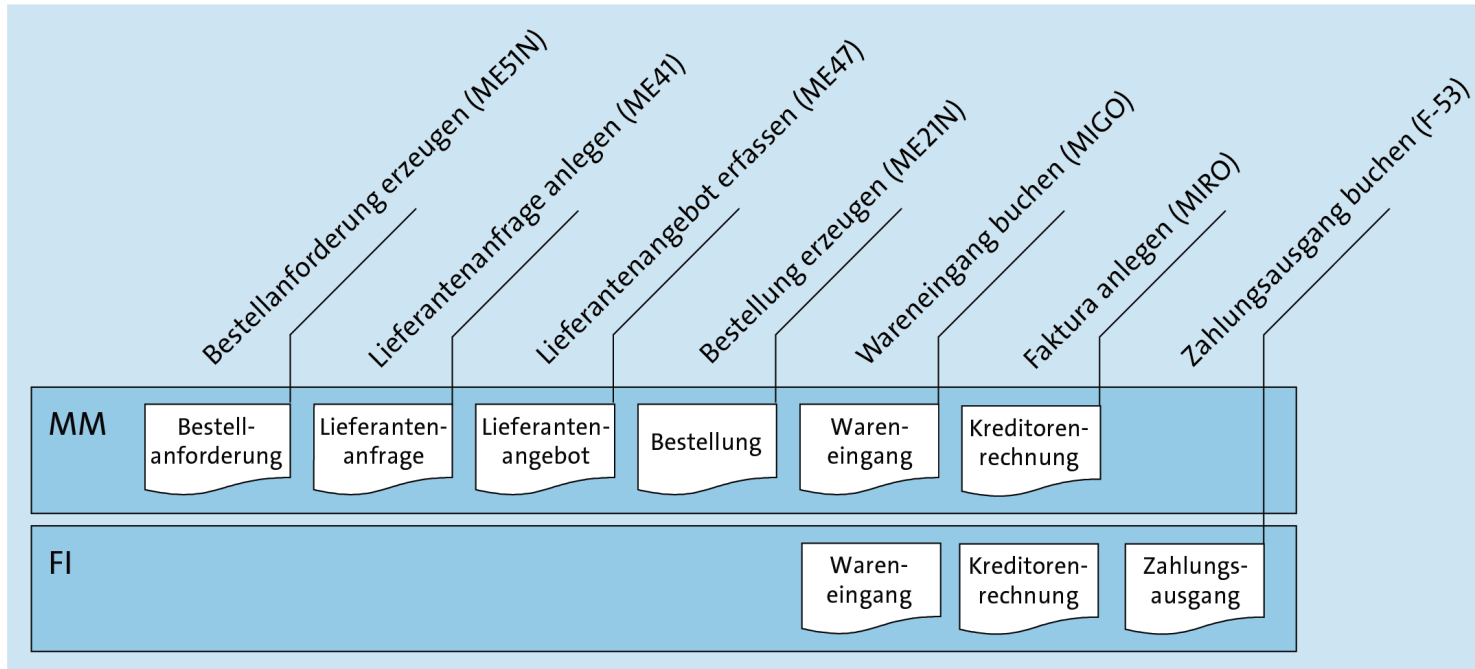 Bestellanforderung erzeugen (ME51N)
Lieferantenanfrage anlegen (ME41)
Lieferantenangebot erfassen (ME47)
Bestellung erzeugen (ME21N)
Wareneingang buchen (MIGO)
Faktura anlegen (MIRO)
Zahlungsausgang buchen (F-53)
MM
Bestell-
anforderung
Lieferanten-
anfrage
Lieferanten-
angebot
Bestellung
Waren-
eingang
Kreditoren-
rechnung
FI
Waren-
eingang
Kreditoren-
rechnung
Zahlungs-
ausgang